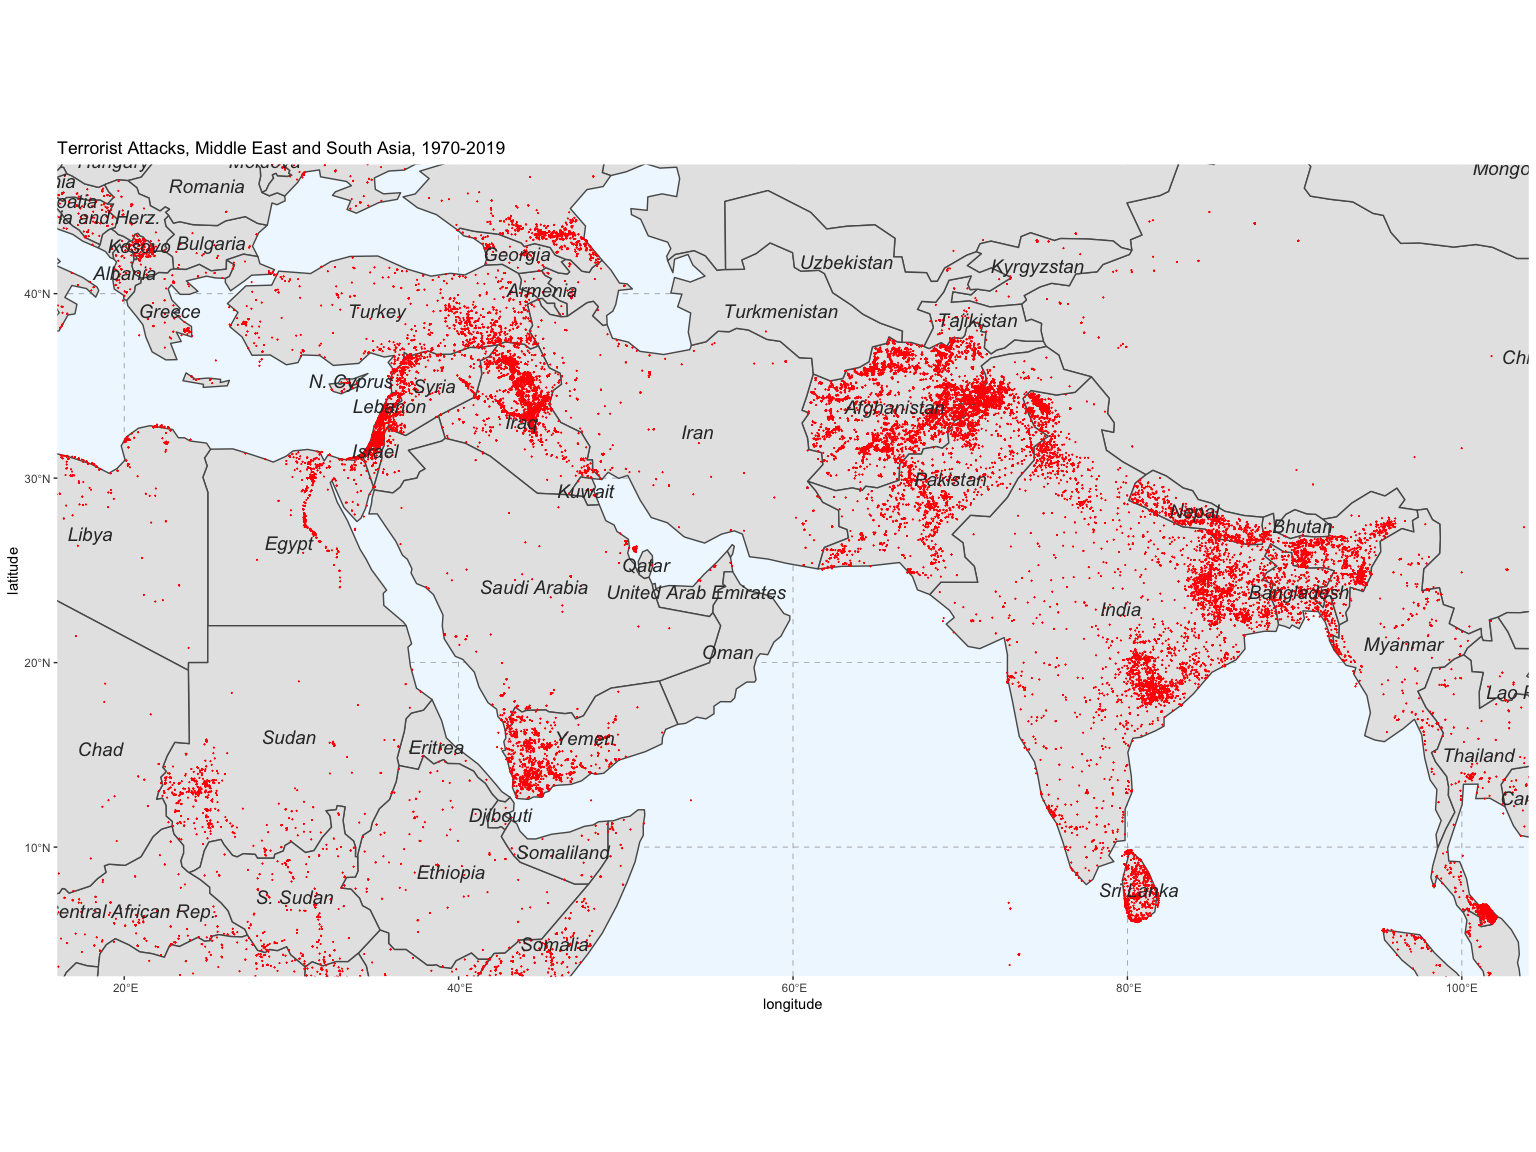 Terrorist Attacks, Middle East and South Asia, 1970-2019
Hungary
Moldova
Mongo
nia
Romania
oatia
ia and Herz.
Kosovo
Bulgaria
Georgia
Uzbekistan
Kyrgyzstan
Albania
Armenia
40°N
Greece
Turkey
Turkmenistan
Tajikistan
Chi
N. Cyprus
Syria
Lebanon
Afghanistan
Iraq
Iran
Israel
30°N
Kuwait
Pakistan
Nepal
Bhutan
Libya
Egypt
Qatar
Saudi Arabia
United Arab Emirates
Bangladesh
India
Myanmar
Oman
20°N
Lao P
Sudan
Yemen
Chad
Eritrea
Thailand
Djibouti
Cam
10°N
Somaliland
Ethiopia
S. Sudan
Sri Lanka
entral African Rep.
Somalia
20°E
40°E
60°E
80°E
100°E
longitude
latitude